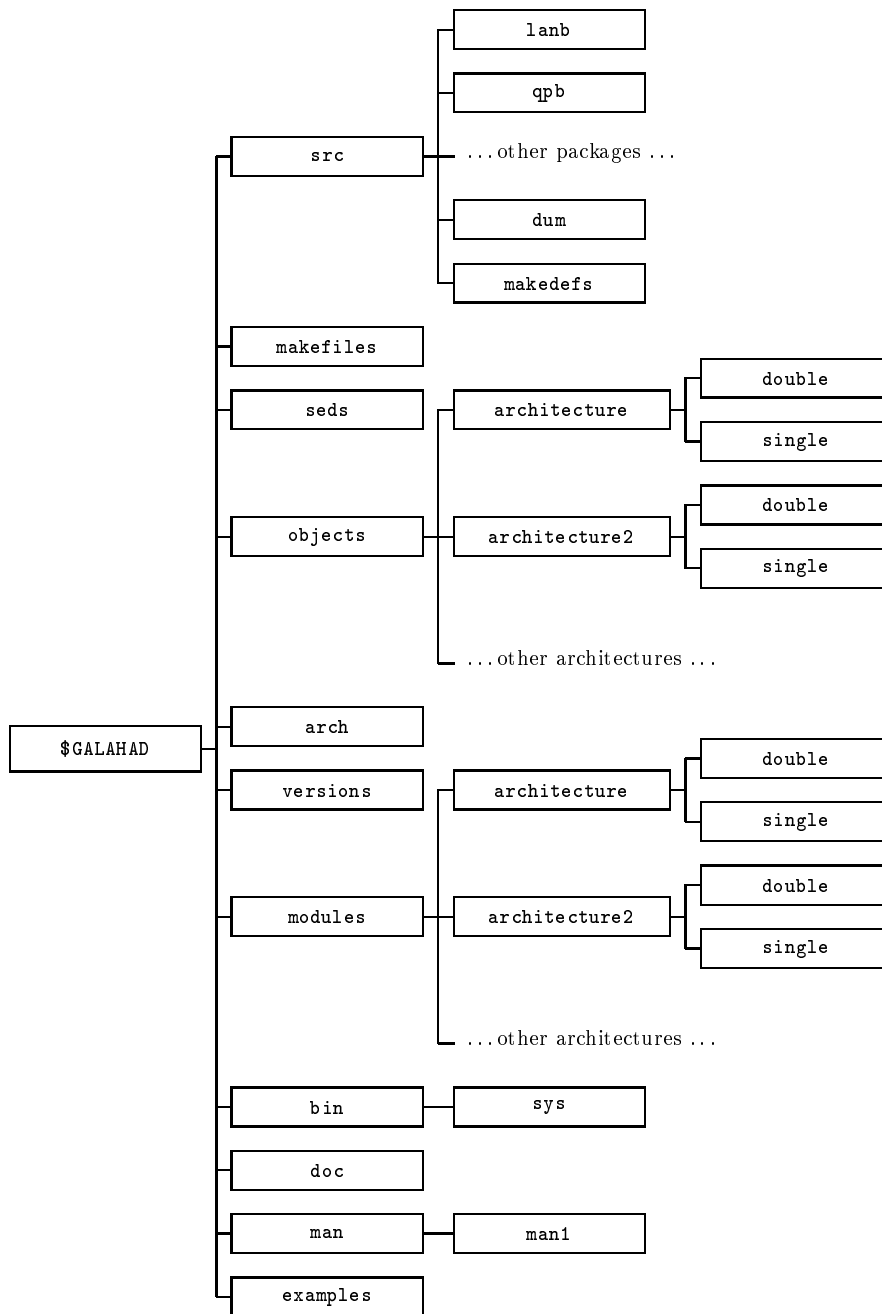 lanb
qpb
src
...other packages ...
dum
makedefs
makefiles
double
seds
architecture
single
double
objects
architecture2
single
...other architectures ...
arch
$GALAHAD
double
versions
architecture
single
double
modules
architecture2
single
...other architectures ...
bin
sys
doc
man
man1
examples